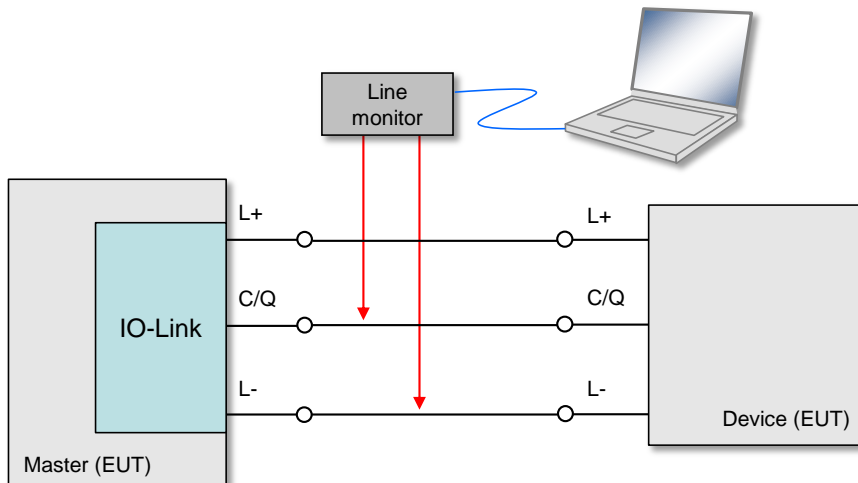 Line
monitor
L+
L+
C/Q
C/Q
IO-Link
L-
L-
Device (EUT)
Master (EUT)